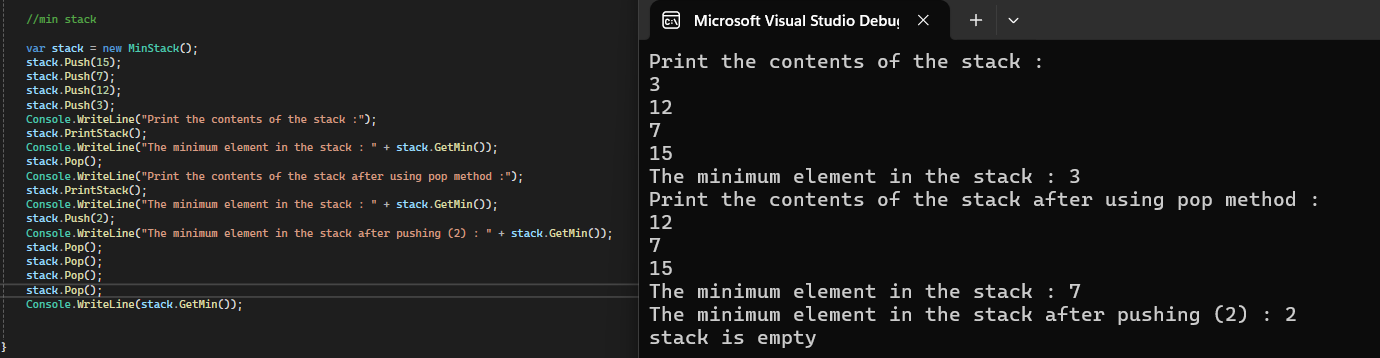 //min stack
var stack = new MinStack();
stack.Push(15);
stack.Push(7);
stack.Push(12);
stack.Push(3);
Console.WriteLine("Print the contents of the stack :");
stack.PrintStack();
Console.WriteLine("The minimum element in the stack : " + stack.GetMin());
stack.Pop();
Console.WriteLine("Print the contents of the stack after using pop method :");
stack.PrintStack();
Console.WriteLine("The minimum element in the stack : " + stack.GetMin());
stack.Push(2);
Console.WriteLine("The minimum element in the stack after pushing (2) : " + stack.GetMin());
stack.Pop();
stack.Pop();
stack.Pop();
stack.Pop();
Console.WriteLine(stack.GetMin());
}
Microsoft Visual Studio Debug
Print the contents of the stack :
3
12
7
15
The minimum element in the stack : 3
Print the contents of the stack after using pop method :
12
7
15
The minimum element in the stack : 7
The minimum element in the stack after pushing (2) : 2
stack is empty